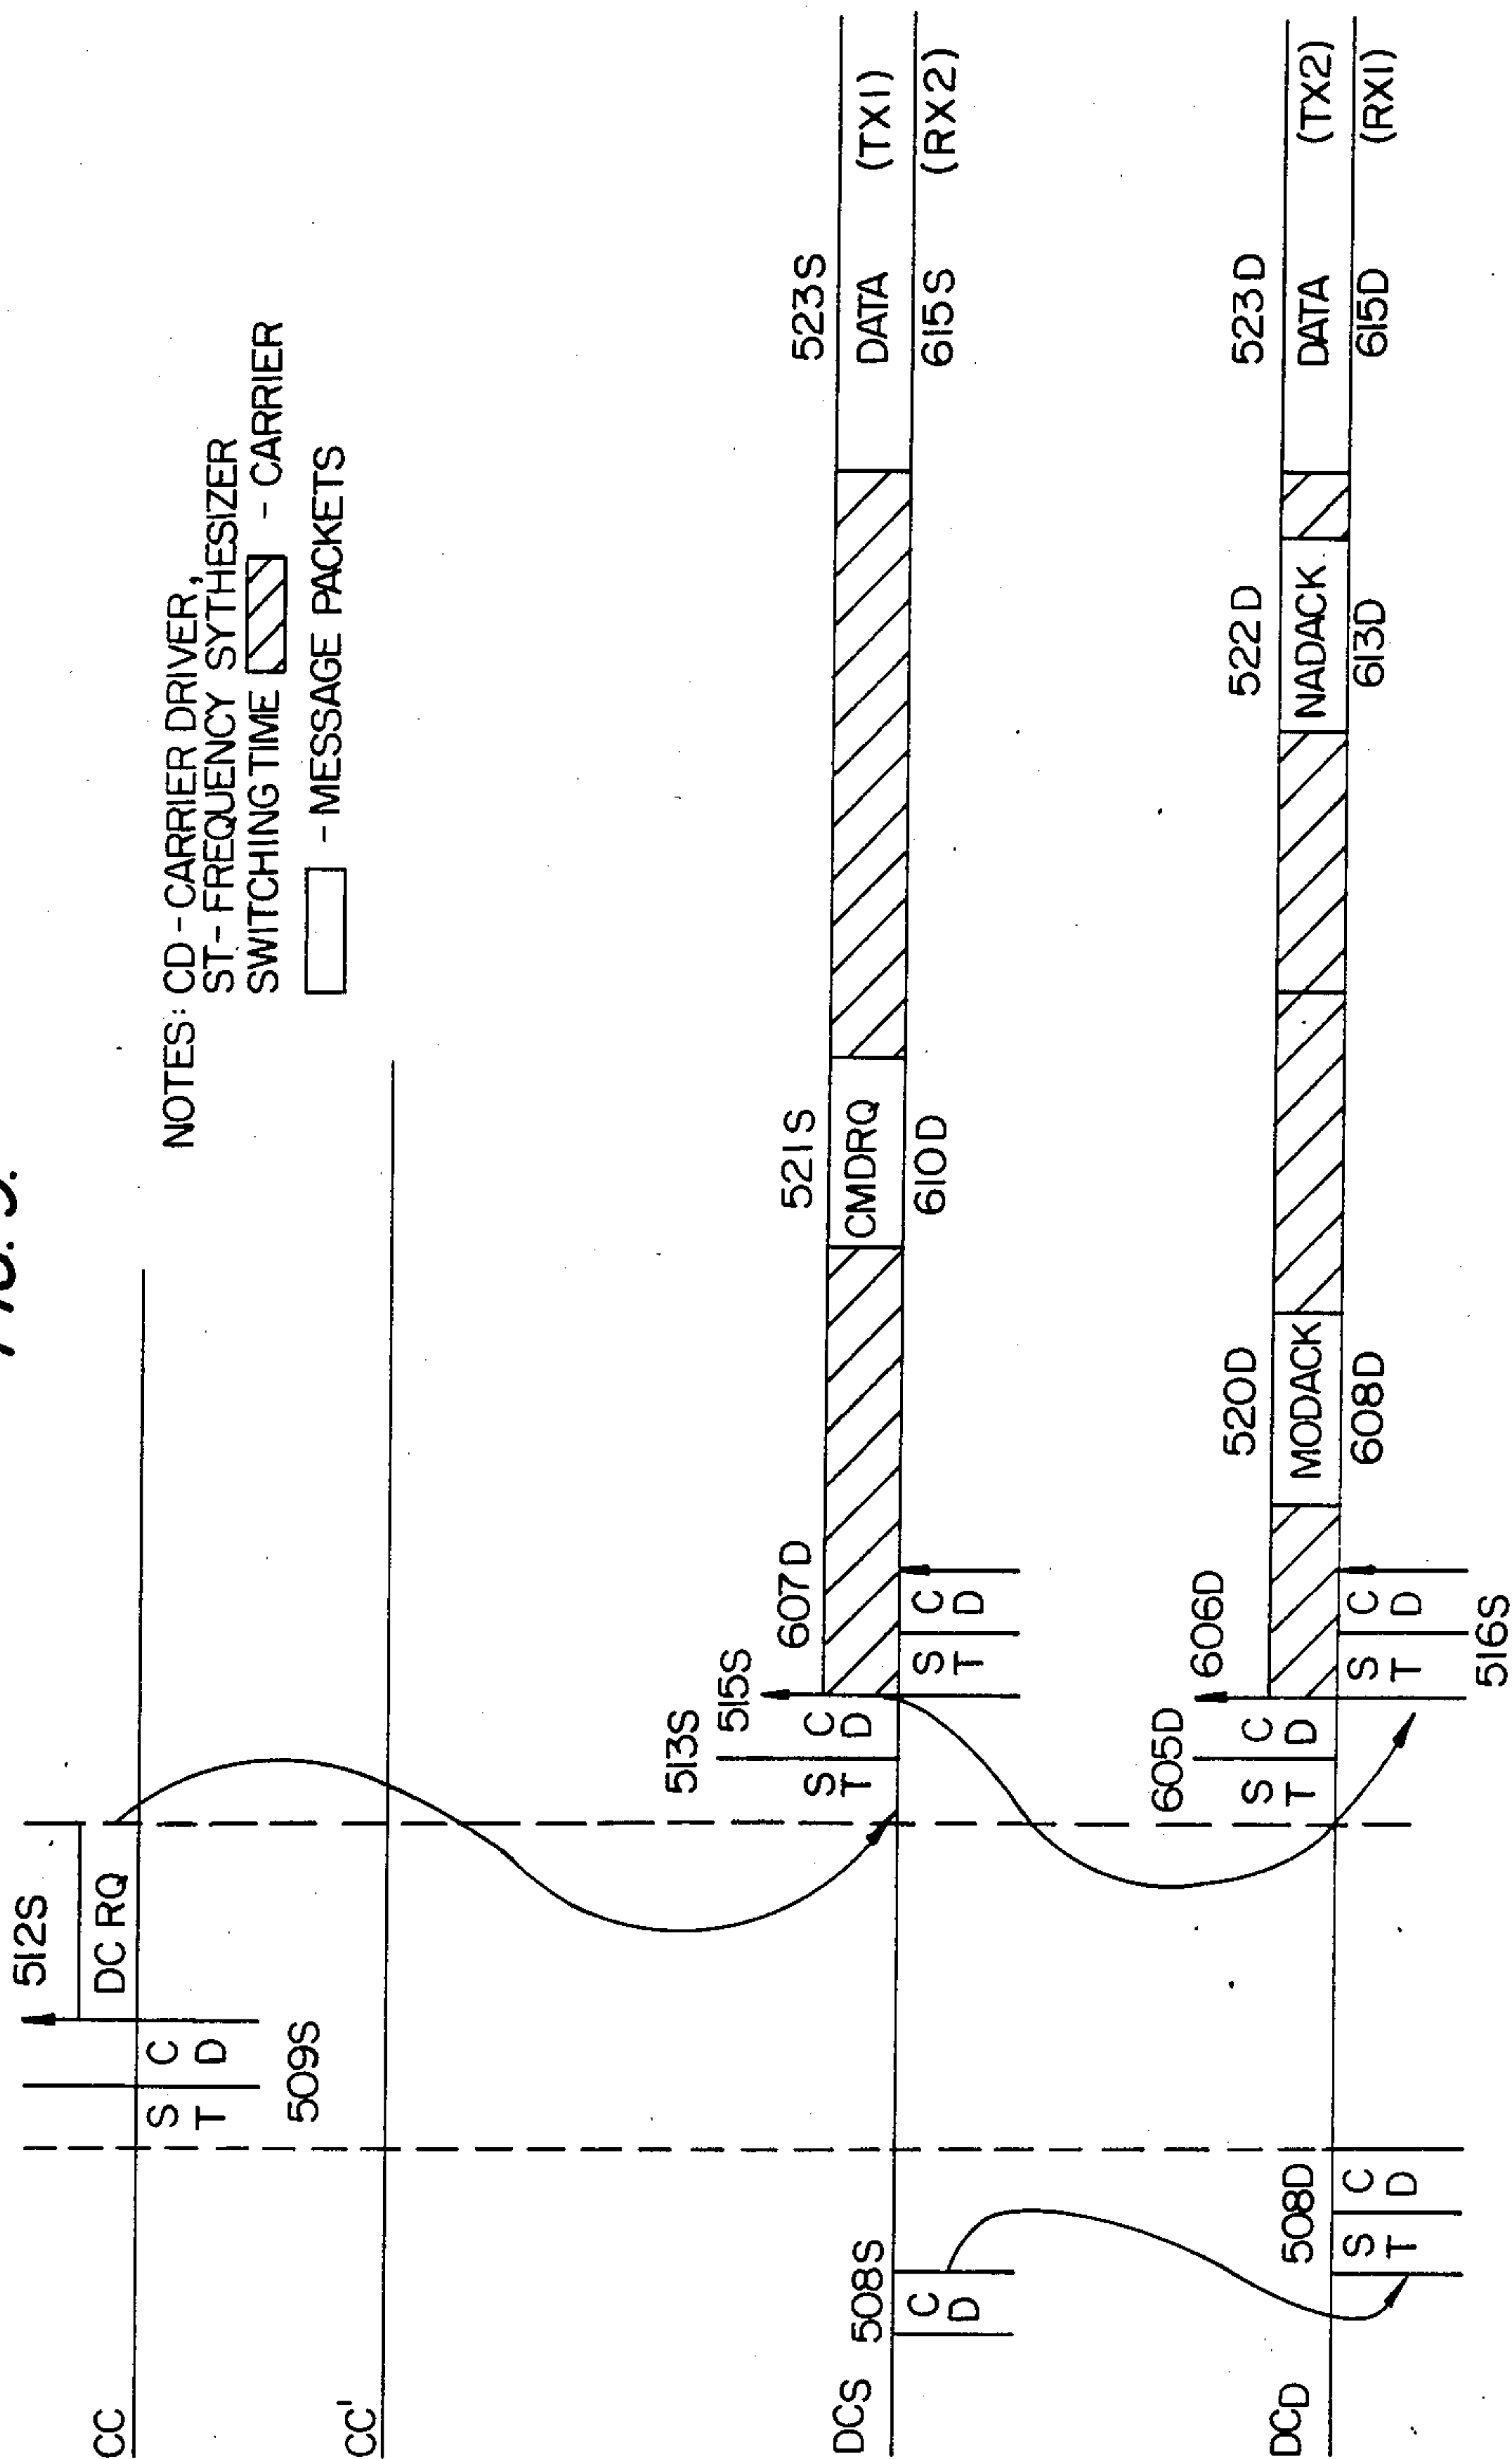 NOTES: CD-CARRIER DRIVER,
ST-FREQUENCY SYTHESIZER
SWITCHING TIME - CARRIER
- MESSAGE PACKETS
CC
S T
C D
509S
512S
DC RQ
CC'
DCS
508S
C D
513S
S T
C D
515S
607D
S T
C D
521S
CMDRQ
610D
523S
DATA
615S
(TX1)
(RX2)
DCD
508D
S T
C D
605D
S T
C D
606D
S T
C D
516S
520D
MODACK
608D
522D
NADACK
613D
523D
DATA
615D
(TX2)
(RX1)